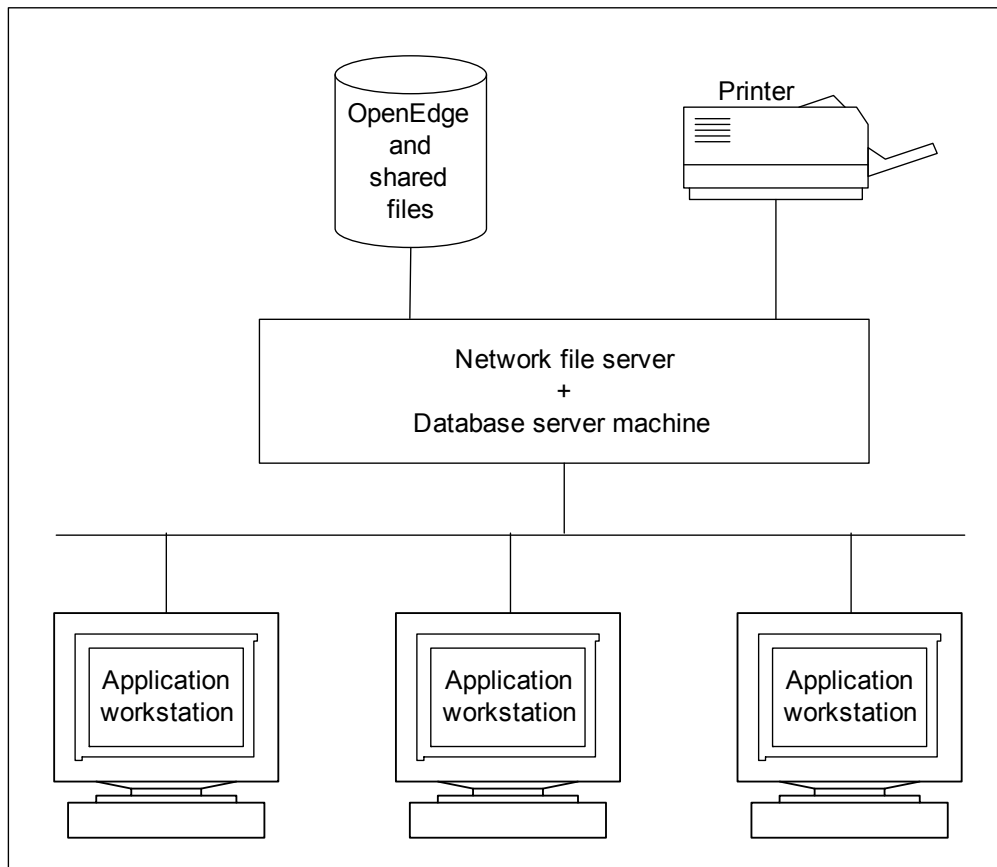 OpenEdge
and
shared
files
Printer
Network file server
+
Database server machine
Application
workstation
Application
workstation
Application
workstation